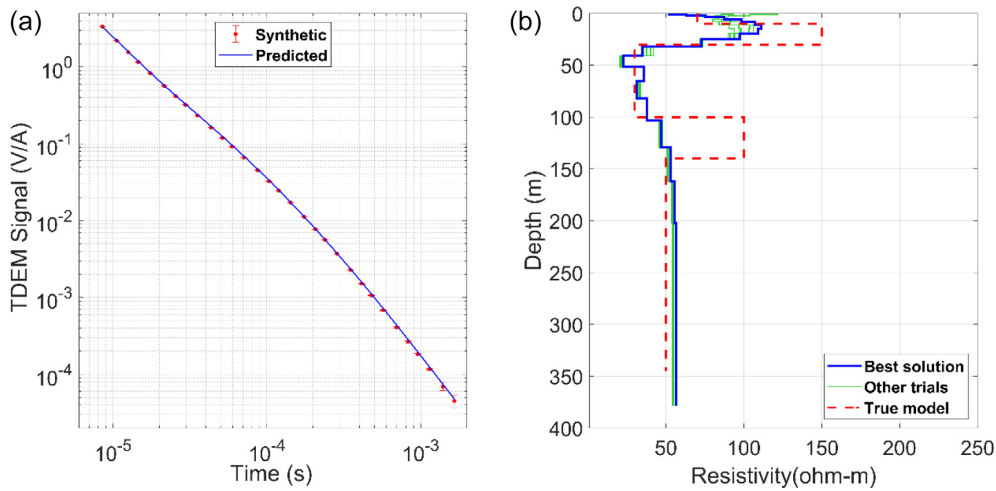 (a)
TDEM Signal (V/A)
10^0
10^-1
10^-2
10^-3
10^-4
10^-5
10^-4
10^-3
Time (s)
Synthetic
Predicted
(b)
Depth (m)
0
50
100
150
200
250
300
350
400
50
100
150
200
250
Resistivity(ohm-m)
Best solution
Other trials
True model